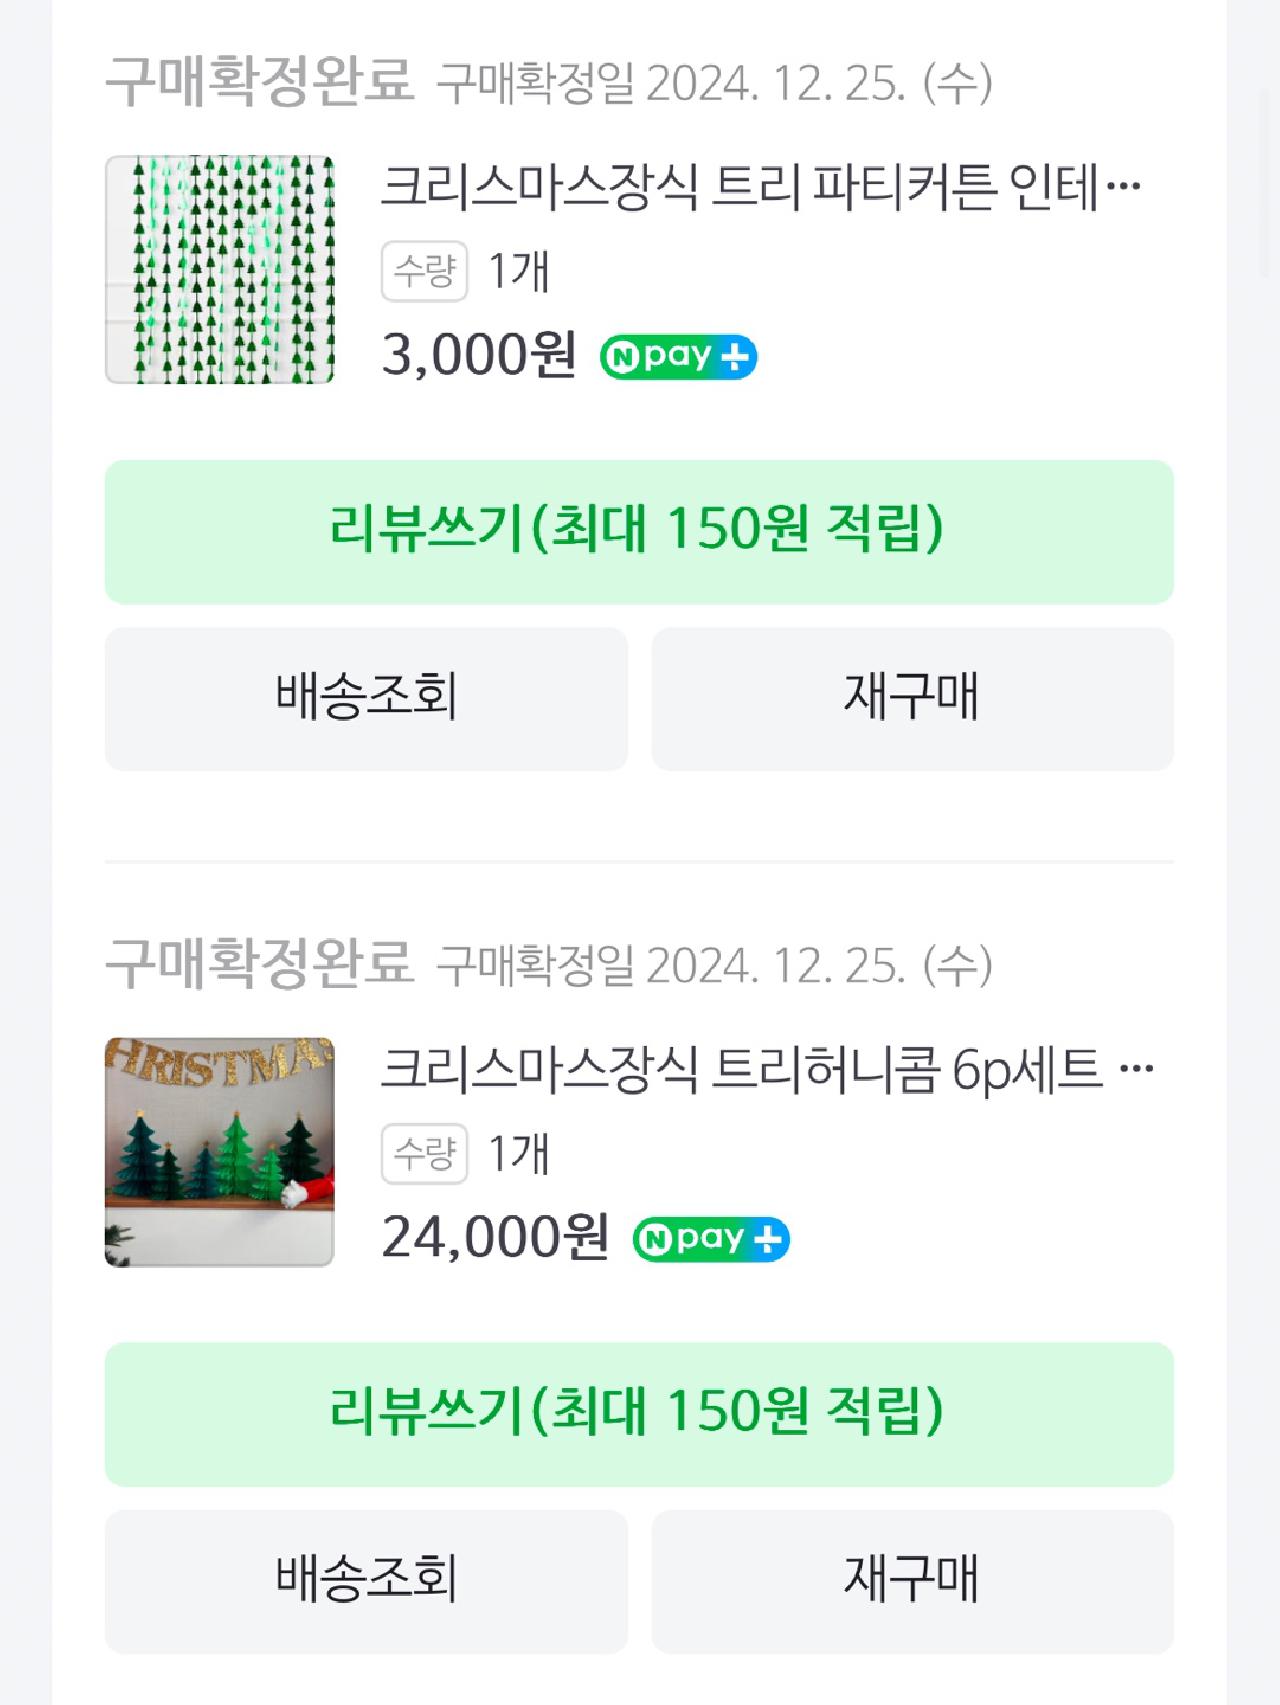 구매확정완료 구매확정일 2024. 12. 25. (수)
크리스마스장식 트리 파티커튼 인테···
수량 1개
3,000원 N pay +
리뷰쓰기(최대 150원 적립)
배송조회 재구매
구매확정완료 구매확정일 2024. 12. 25. (수)
HRISTMAS
크리스마스장식 트리허니콤 6p세트 ···
수량 1개
24,000원 N pay +
리뷰쓰기(최대 150원 적립)
배송조회 재구매